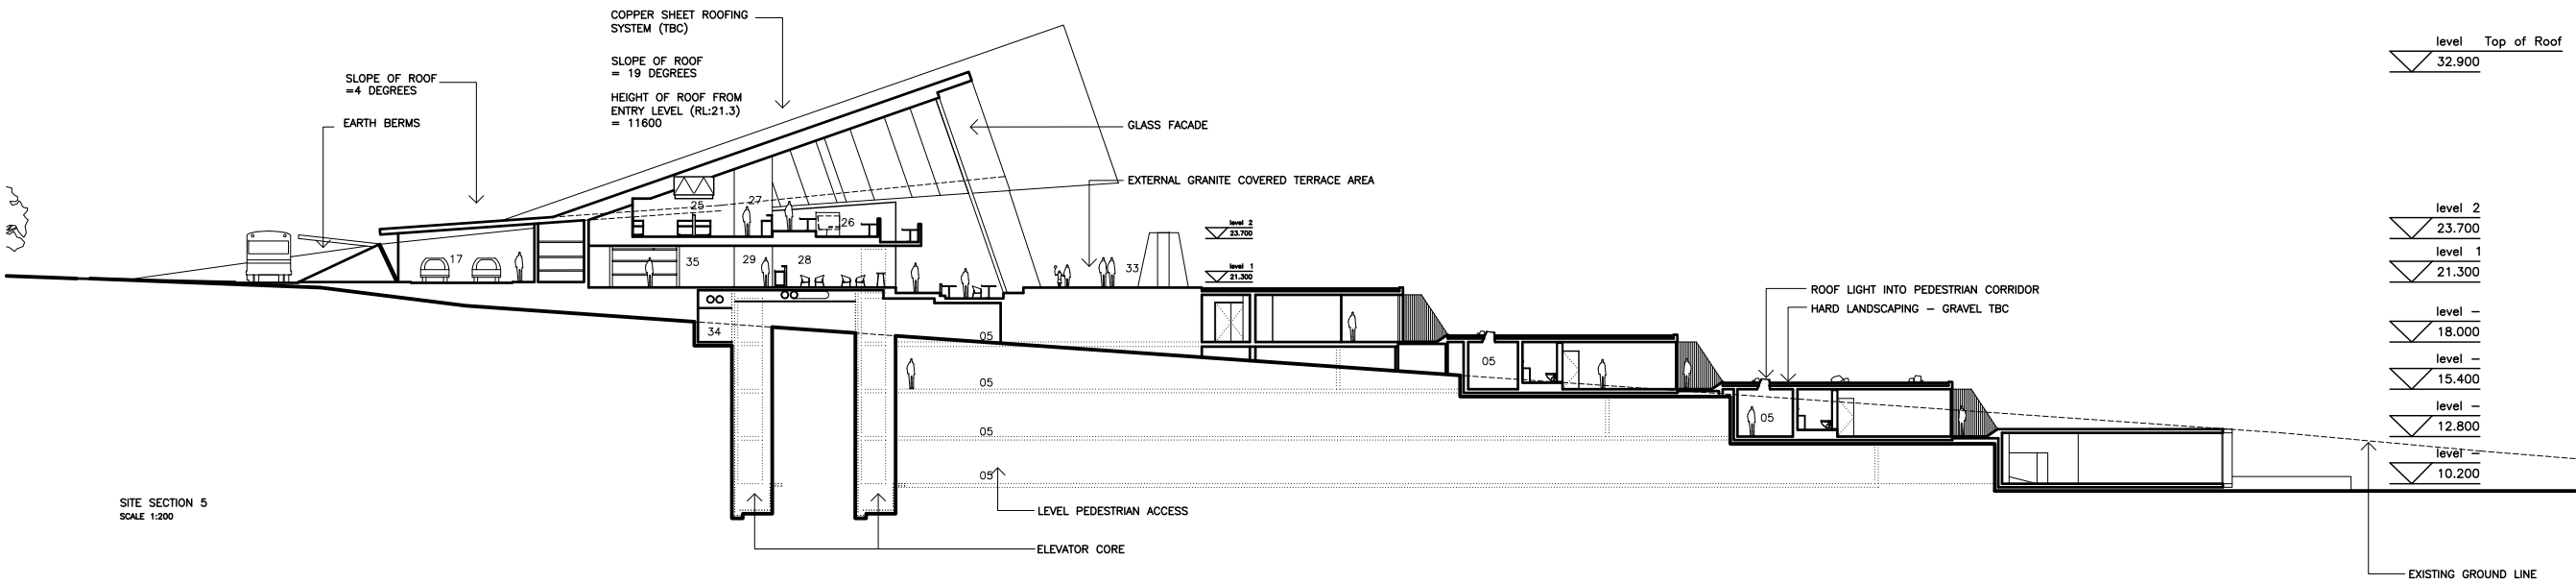 COPPER SHEET ROOFING
SYSTEM (TBC)
SLOPE OF ROOF
= 19 DEGREES
HEIGHT OF ROOF FROM
ENTRY LEVEL (RL:21.3)
= 11600
SLOPE OF ROOF
=4 DEGREES
EARTH BERMS
GLASS FACADE
EXTERNAL GRANITE COVERED TERRACE AREA
level Top of Roof
32.900
level 2
23.700
level 1
21.300
level –
18.000
level –
15.400
level –
12.800
level –
10.200
level 2
23.700
level 1
21.300
25
27
26
17
35
29
28
33
34
05
05
05
05
05
05
ROOF LIGHT INTO PEDESTRIAN CORRIDOR
HARD LANDSCAPING – GRAVEL TBC
LEVEL PEDESTRIAN ACCESS
ELEVATOR CORE
EXISTING GROUND LINE
SITE SECTION 5
SCALE 1:200